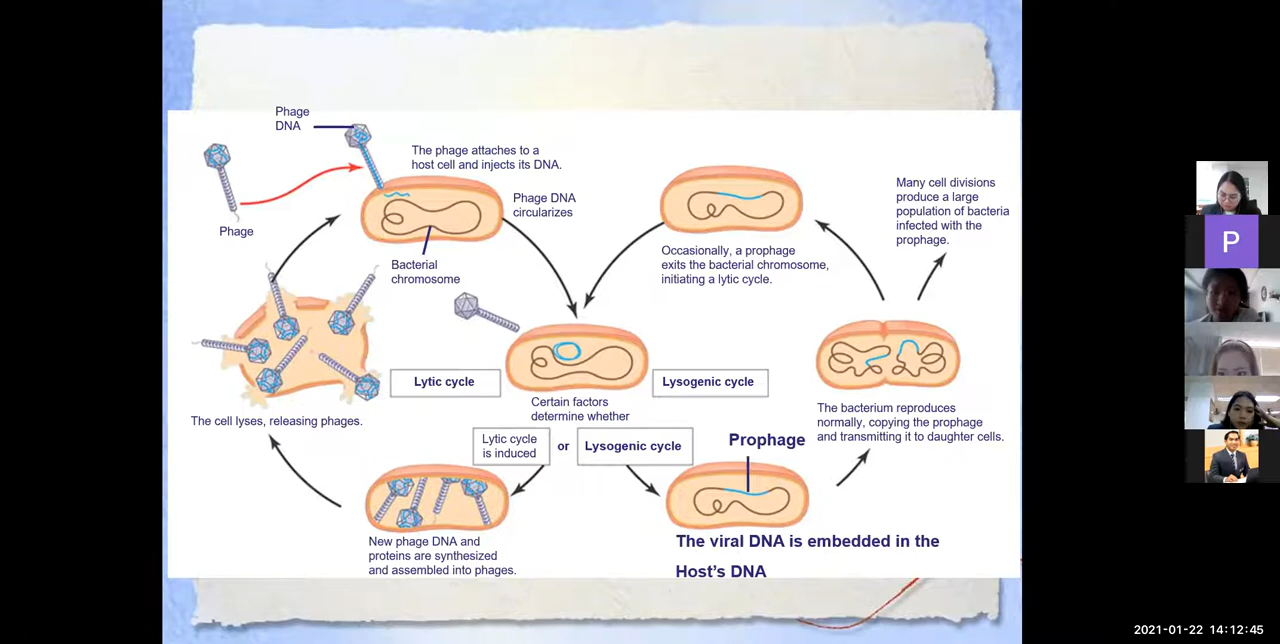 Phage
DNA
The phage attaches to a
host cell and injects its DNA.
Phage DNA
circularizes
Many cell divisions
produce a large
population of bacteria
infected with the
prophage.
Phage
Bacterial
chromosome
Occasionally, a prophage
exits the bacterial chromosome,
initiating a lytic cycle.
Lytic cycle
Lysogenic cycle
Certain factors
determine whether
The cell lyses, releasing phages.
The bacterium reproduces
normally, copying the prophage
and transmitting it to daughter cells.
Lytic cycle
is induced
or
Lysogenic cycle
Prophage
New phage DNA and
proteins are synthesized
and assembled into phages.
The viral DNA is embedded in the
Host's DNA
P
2021-01-22 14:12:45